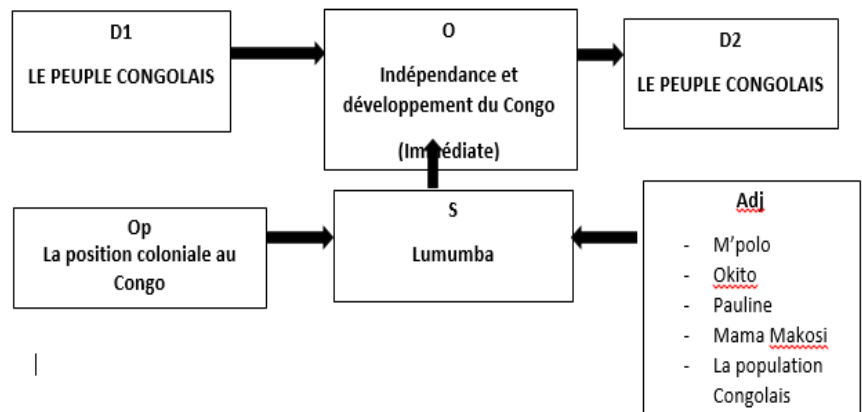 D1
LE PEUPLE CONGOLAIS
O
Indépendance et
développement du Congo
(Immédiate)
D2
LE PEUPLE CONGOLAIS
Op
La position coloniale au
Congo
S
Lumumba
Adj
- M'polo
- Okito
- Pauline
- Mama Makosi
- La population
Congolais